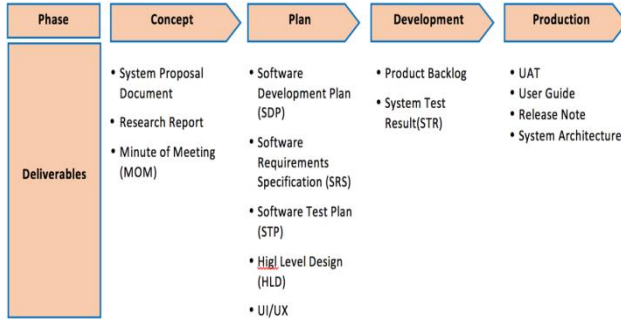 Phase
Concept
Plan
Development
Production
Deliverables
• System Proposal
Document
• Research Report
• Minute of Meeting
(MOM)
• Software
Development Plan
(SDP)
• Software
Requirements
Specification (SRS)
• Software Test Plan
(STP)
• Higl Level Design
(HLD)
• UI/UX
• Product Backlog
• System Test
Result(STR)
• UAT
• User Guide
• Release Note
• System Architecture